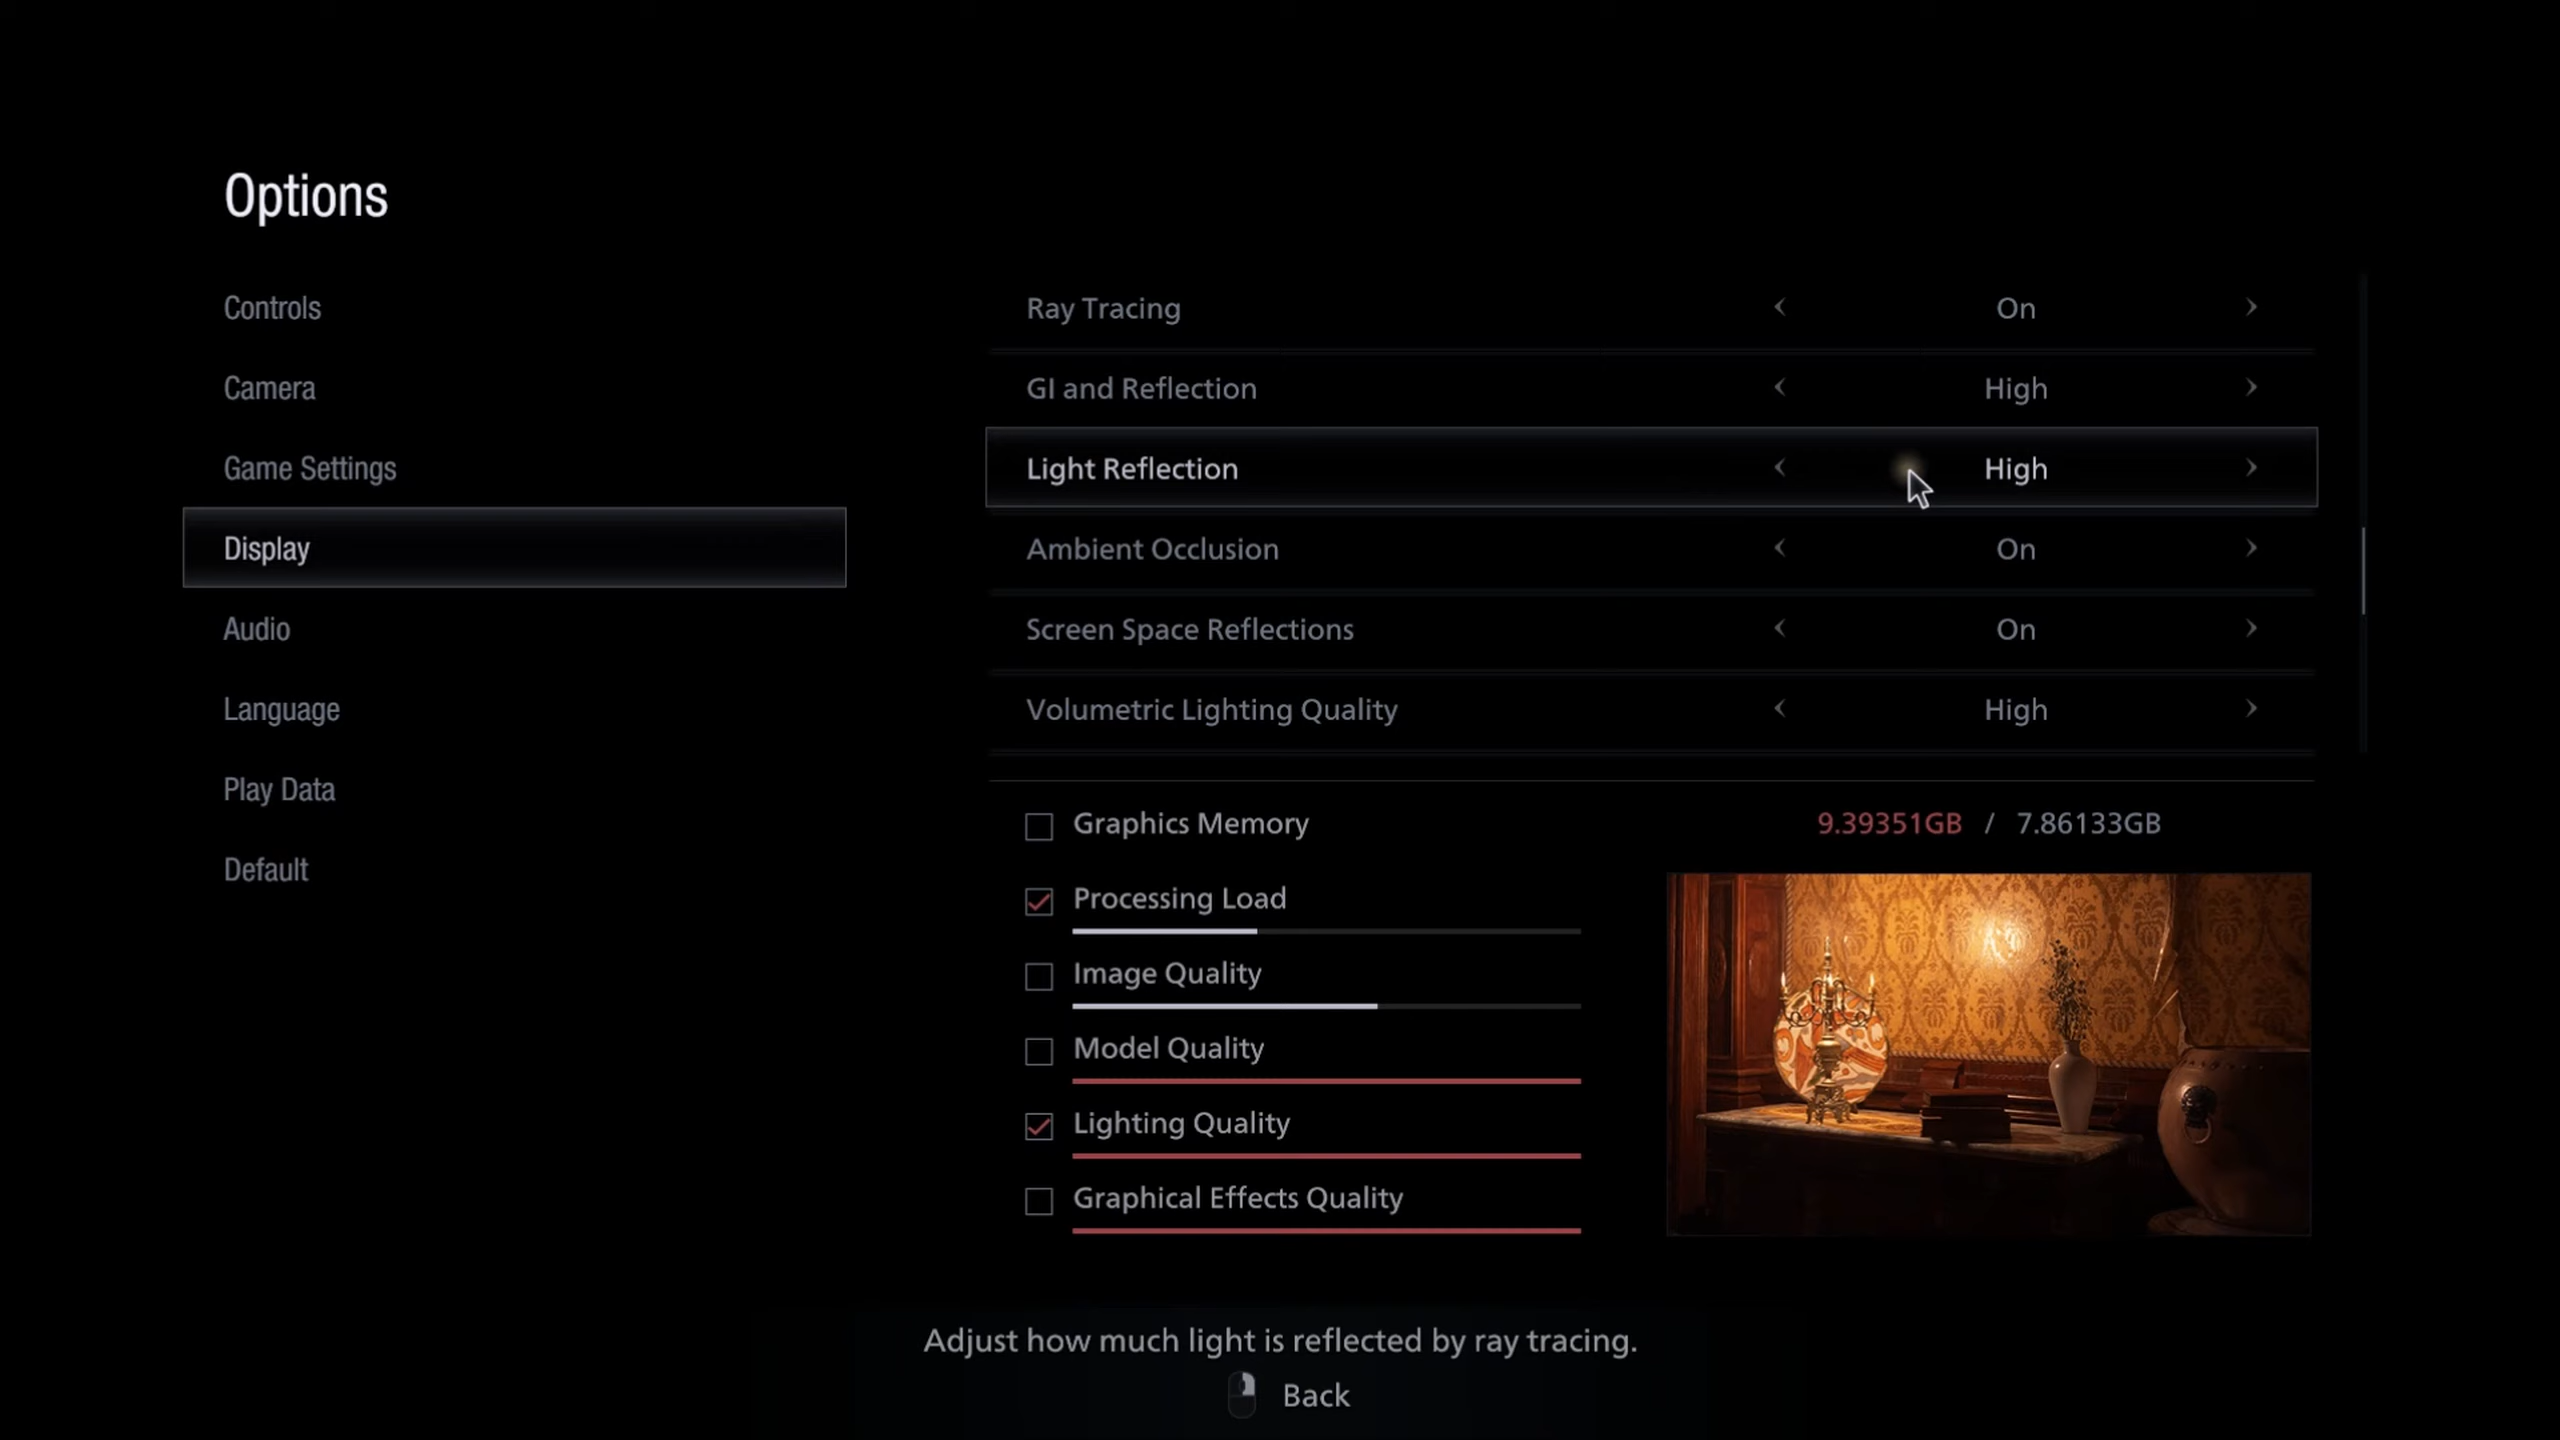 Options
Controls
Camera
Game Settings
Display
Audio
Language
Play Data
Default
Ray Tracing On
GI and Reflection High
Light Reflection High
Ambient Occlusion On
Screen Space Reflections On
Volumetric Lighting Quality High
Graphics Memory 9.39351GB / 7.86133GB
Processing Load
Image Quality
Model Quality
Lighting Quality
Graphical Effects Quality
Adjust how much light is reflected by ray tracing.
Back